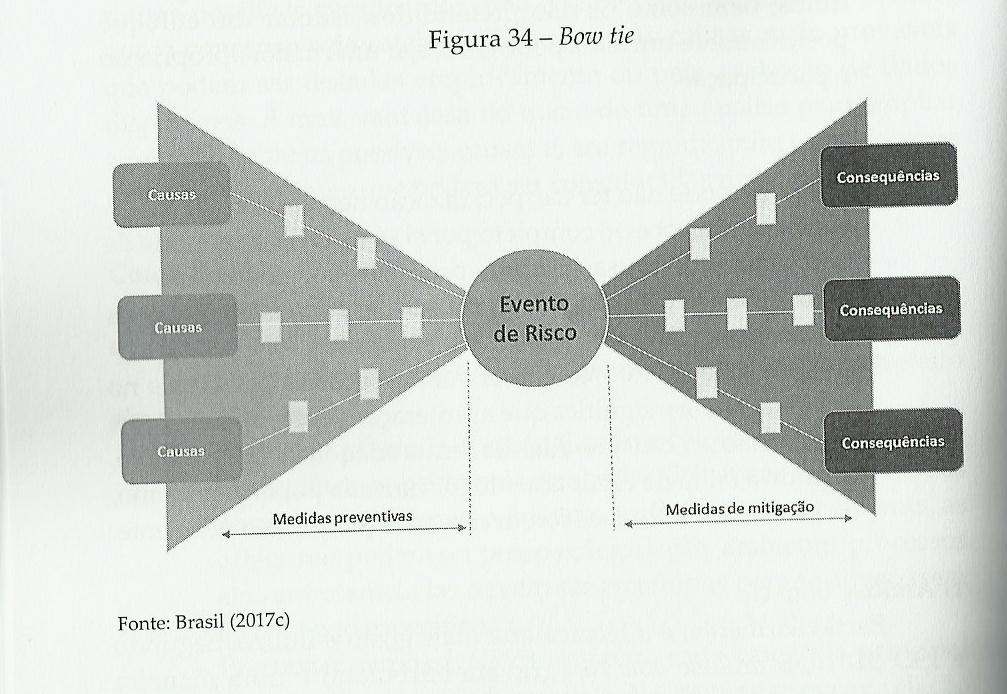 Figura 34 – Bow tie
Causas
Causas
Causas
Evento
de Risco
Consequências
Consequências
Consequências
Medidas preventivas
Medidas de mitigação
Fonte: Brasil (2017c)